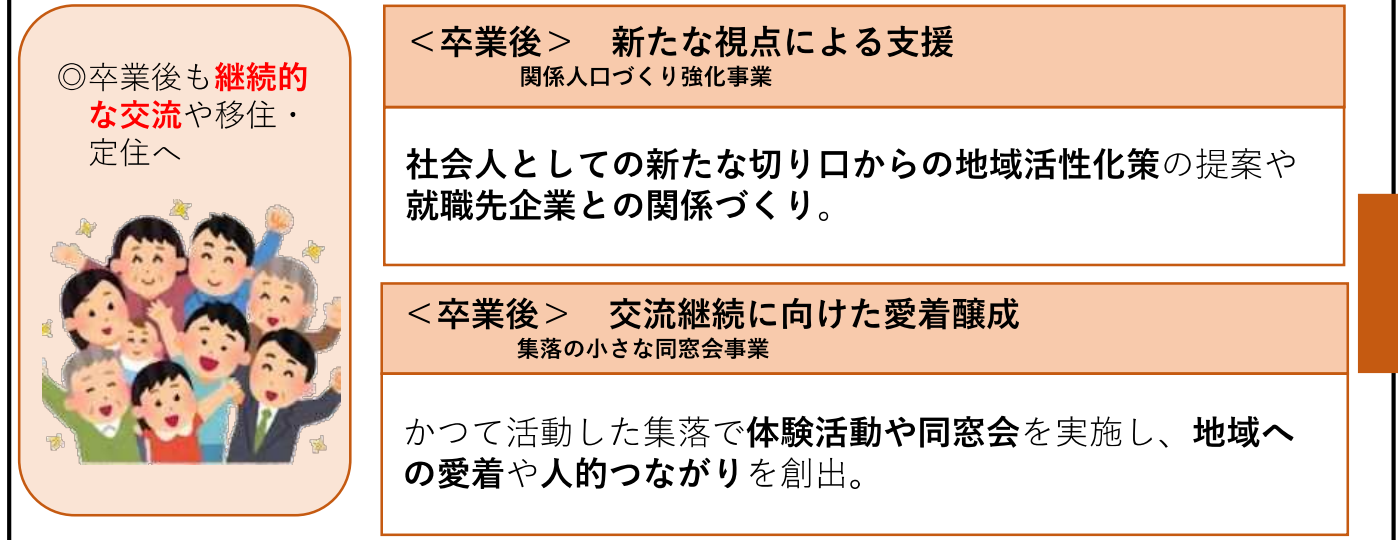 ◎卒業後も継続的
な交流や移住・
定住へ
＜卒業後＞　新たな視点による支援
関係人口づくり強化事業
社会人としての新たな切り口からの地域活性化策の提案や
就職先企業との関係づくり。
＜卒業後＞　交流継続に向けた愛着醸成
集落の小さな同窓会事業
かつて活動した集落で体験活動や同窓会を実施し、地域へ
の愛着や人的つながりを創出。